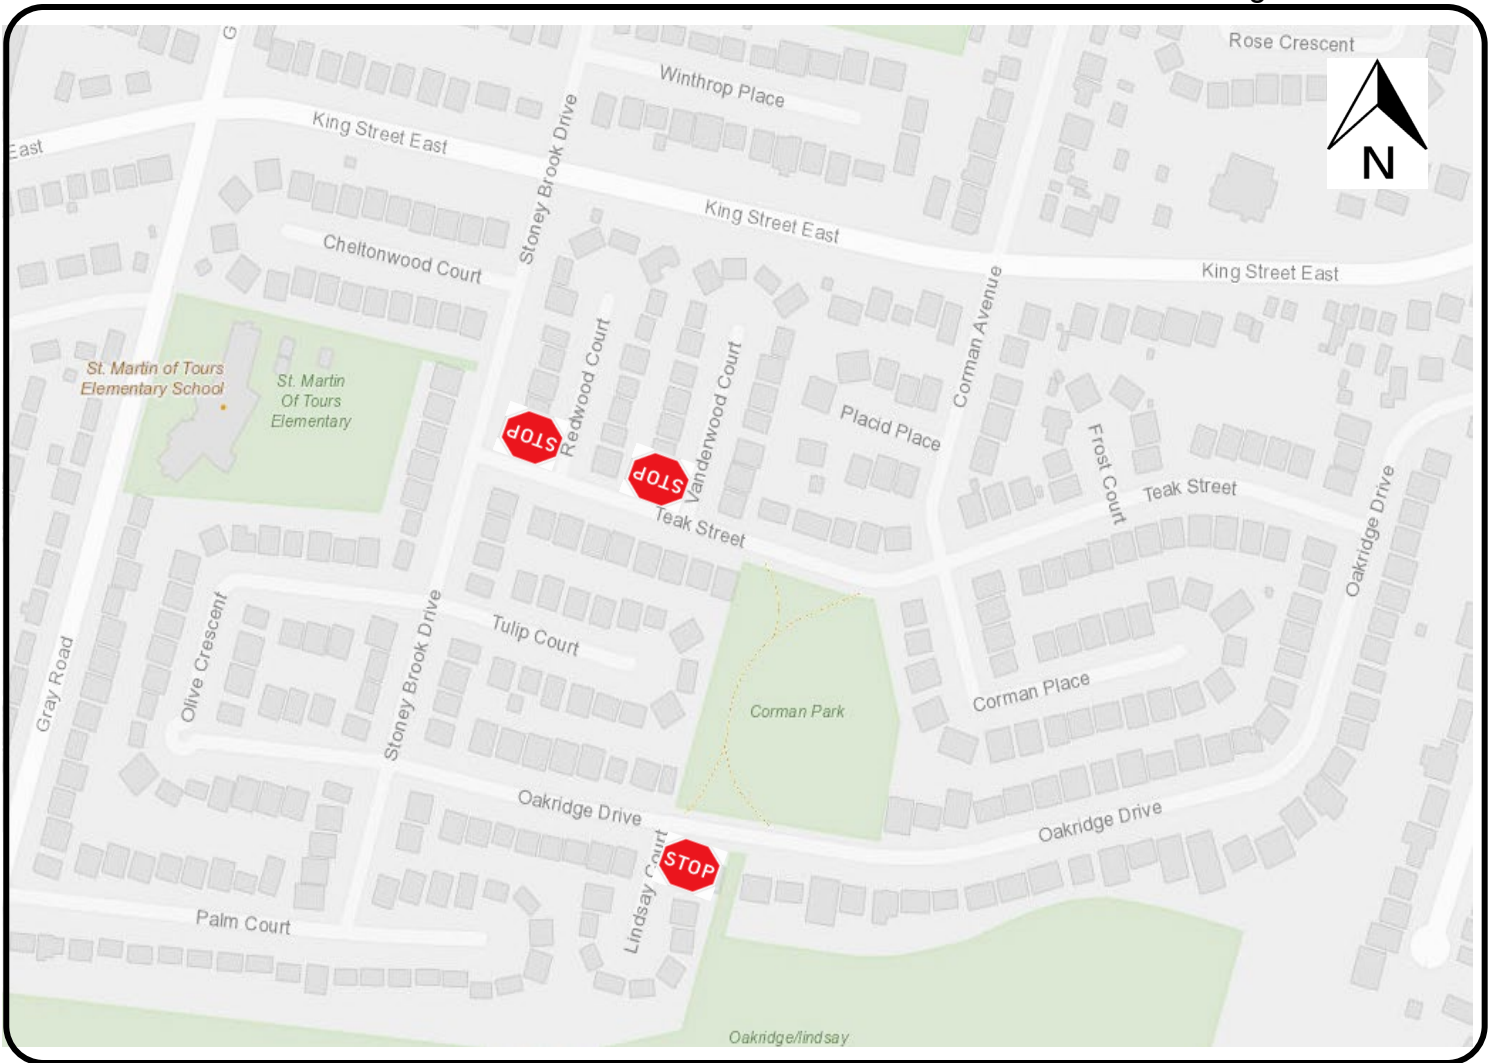 Rose Crescent
G
Winthrop Place
N
King Street East
East
Stoney Brook Drive
King Street East
Cheltonwood Court
King Street East
Corman Avenue
St. Martin of Tours
Elementary School
St. Martin
Of Tours
Elementary
Redwood Court
Vanderwood Court
Placid Place
STOP
STOP
Frost Court
Teak Street
Teak Street
Oakridge Drive
Olive Crescent
Stoney Brook Drive
Tulip Court
Gray Road
Corman Place
Corman Park
Oakridge Drive
Oakridge Drive
Lindsay Court
STOP
Palm Court
Oakridge/lindsay